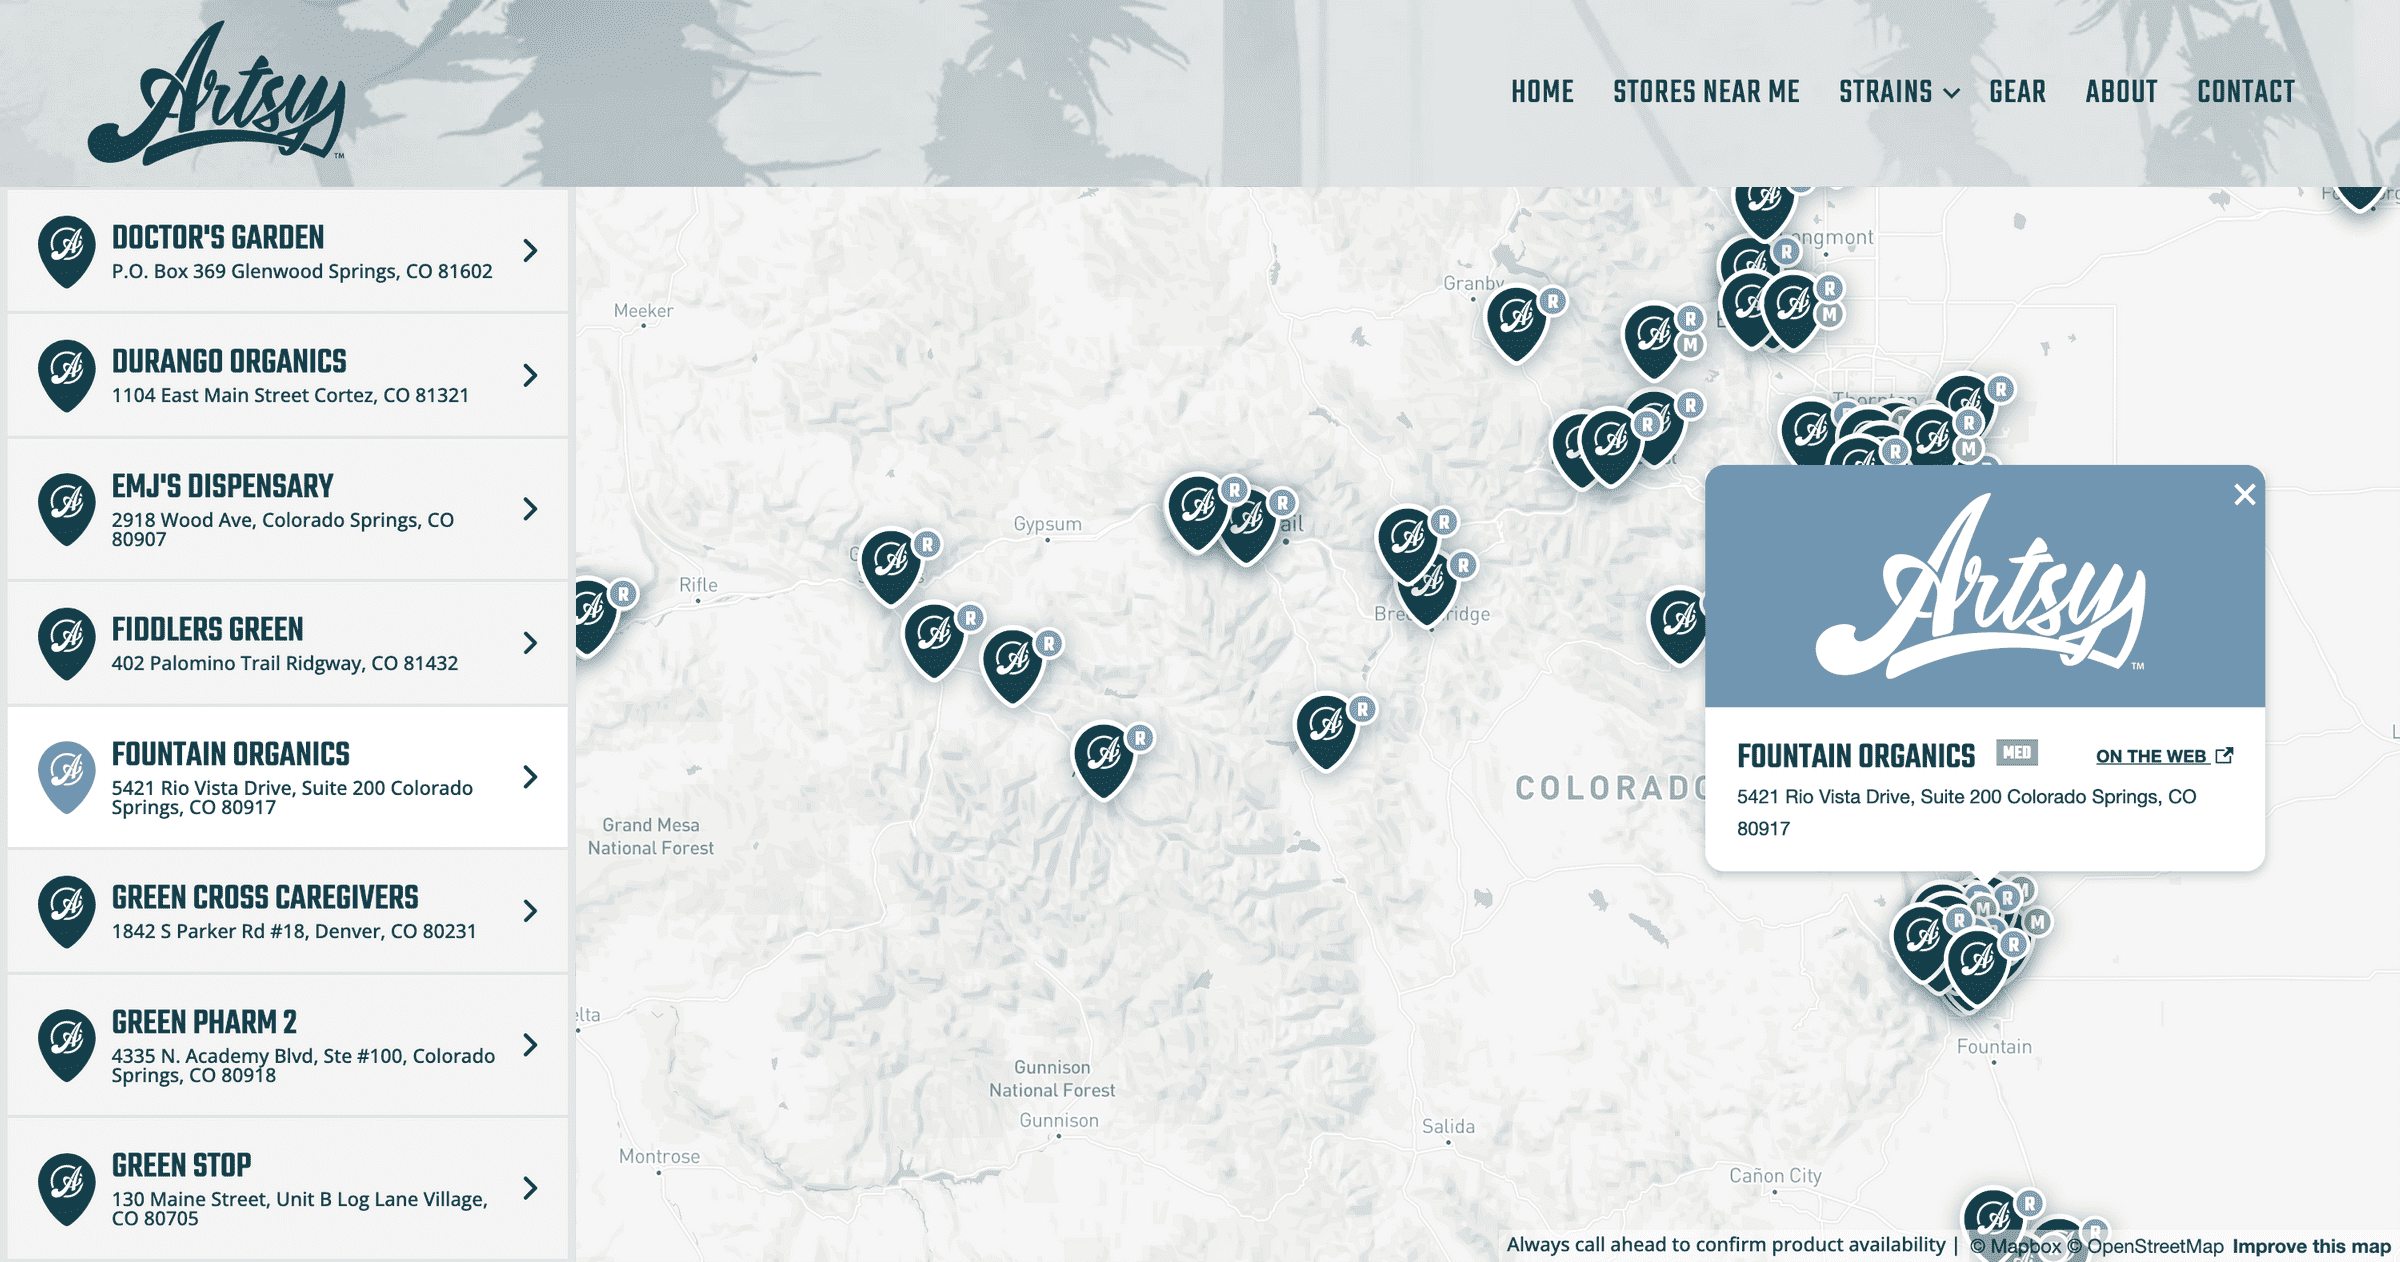 Artsy™
HOME
STORES NEAR ME
STRAINS
GEAR
ABOUT
CONTACT
DOCTOR'S GARDEN
P.O. Box 369 Glenwood Springs, CO 81602
DURANGO ORGANICS
1104 East Main Street Cortez, CO 81321
EMJ'S DISPENSARY
2918 Wood Ave, Colorado Springs, CO
80907
FIDDLERS GREEN
402 Palomino Trail Ridgway, CO 81432
FOUNTAIN ORGANICS
5421 Rio Vista Drive, Suite 200 Colorado
Springs, CO 80917
GREEN CROSS CAREGIVERS
1842 S Parker Rd #18, Denver, CO 80231
GREEN PHARM 2
4335 N. Academy Blvd, Ste #100, Colorado
Springs, CO 80918
GREEN STOP
130 Maine Street, Unit B Log Lane Village,
CO 80705
Meeker
Granby
Thornton
Gypsum
Rifle
COLORADO
Grand Mesa
National Forest
Gunnison
National Forest
Gunnison
Montrose
Salida
Cañon City
Fountain
Artsy™
FOUNTAIN ORGANICS
MED
ON THE WEB
5421 Rio Vista Drive, Suite 200 Colorado Springs, CO
80917
Always call ahead to confirm product availability | © Mapbox © OpenStreetMap Improve this map